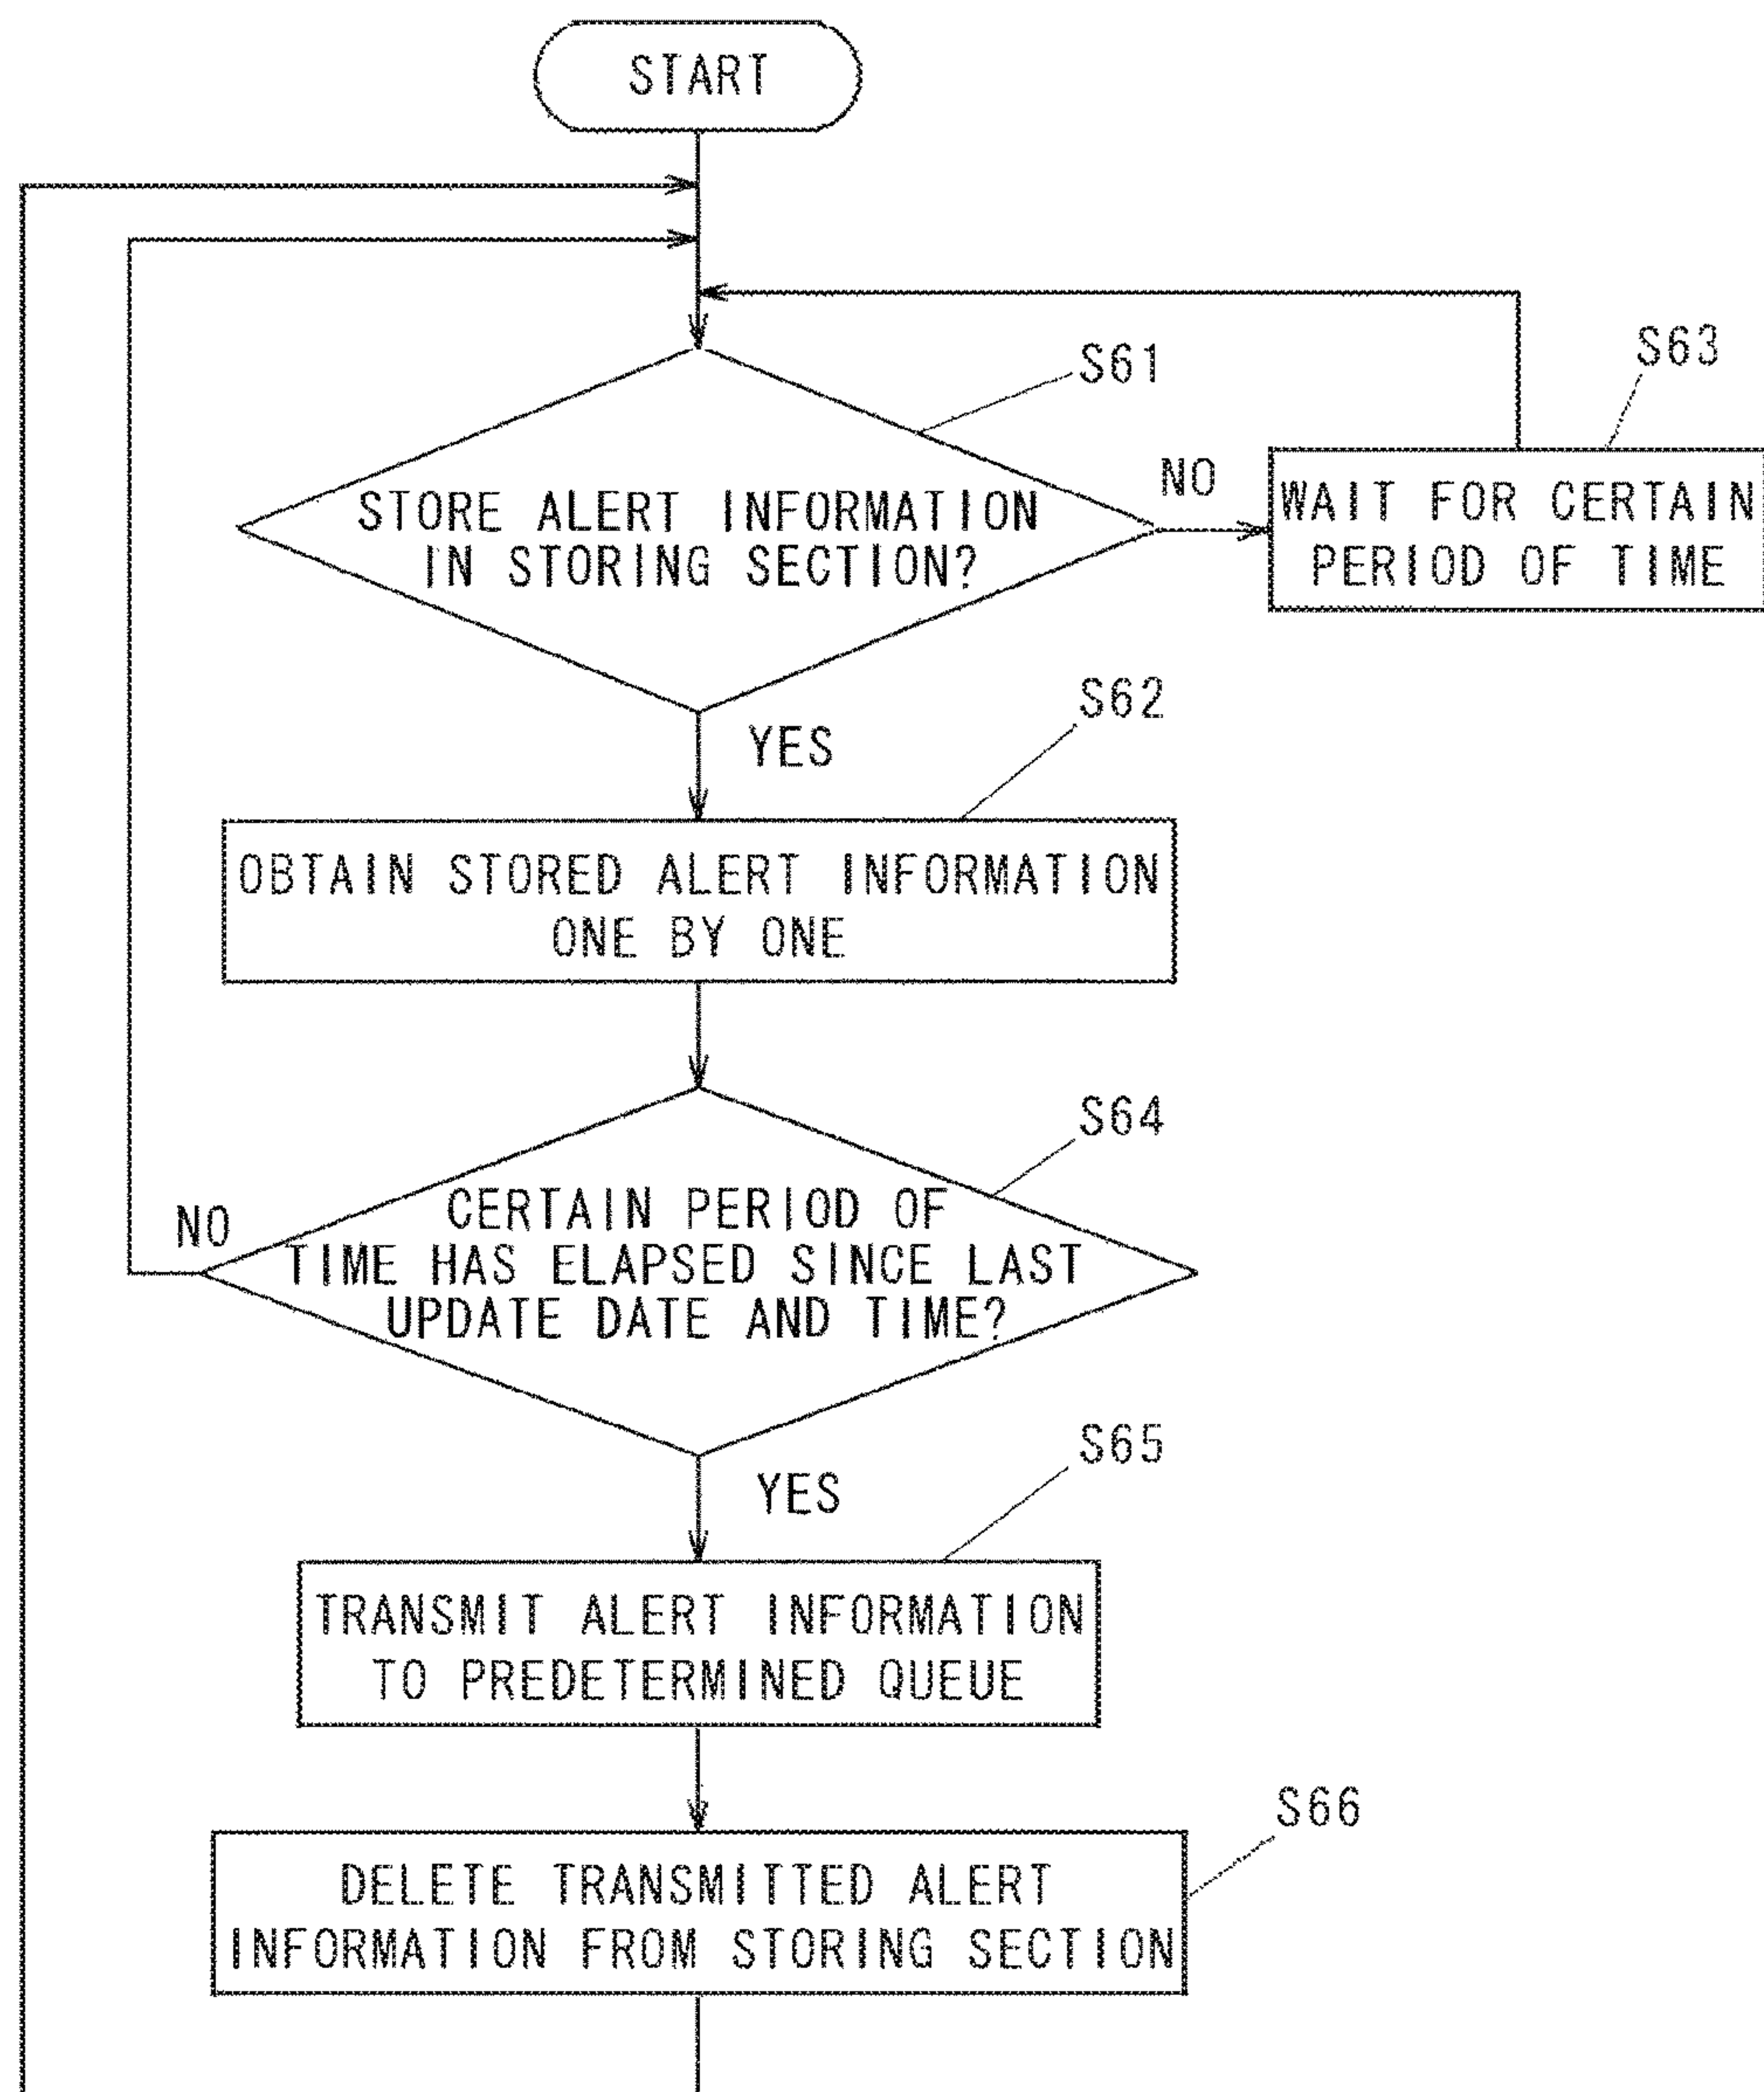 START
S61
S63
NO
STORE ALERT INFORMATION
IN STORING SECTION?
WAIT FOR CERTAIN
PERIOD OF TIME
S62
YES
OBTAIN STORED ALERT INFORMATION
ONE BY ONE
S64
NO
CERTAIN PERIOD OF
TIME HAS ELAPSED SINCE LAST
UPDATE DATE AND TIME?
S65
YES
TRANSMIT ALERT INFORMATION
TO PREDETERMINED QUEUE
S66
DELETE TRANSMITTED ALERT
INFORMATION FROM STORING SECTION